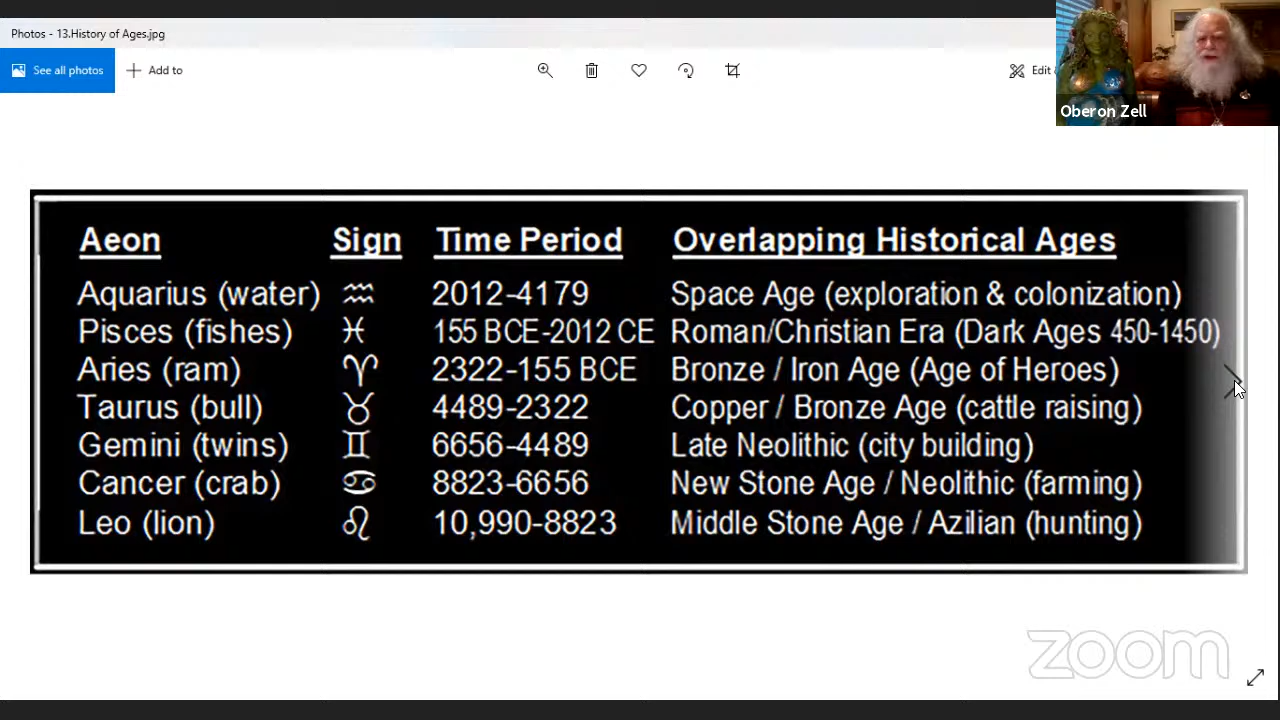 Photos - 13.History of Ages.jpg
See all photos
Add to
Edit &
Oberon Zell
Aeon Sign Time Period Overlapping Historical Ages
Aquarius (water) ♒ 2012-4179 Space Age (exploration & colonization)
Pisces (fishes) ♓ 155 BCE-2012 CE Roman/Christian Era (Dark Ages 450-1450)
Aries (ram) ♈ 2322-155 BCE Bronze / Iron Age (Age of Heroes)
Taurus (bull) ♉ 4489-2322 Copper / Bronze Age (cattle raising)
Gemini (twins) ♊ 6656-4489 Late Neolithic (city building)
Cancer (crab) ♋ 8823-6656 New Stone Age / Neolithic (farming)
Leo (lion) ♌ 10,990-8823 Middle Stone Age / Azilian (hunting)
zoom